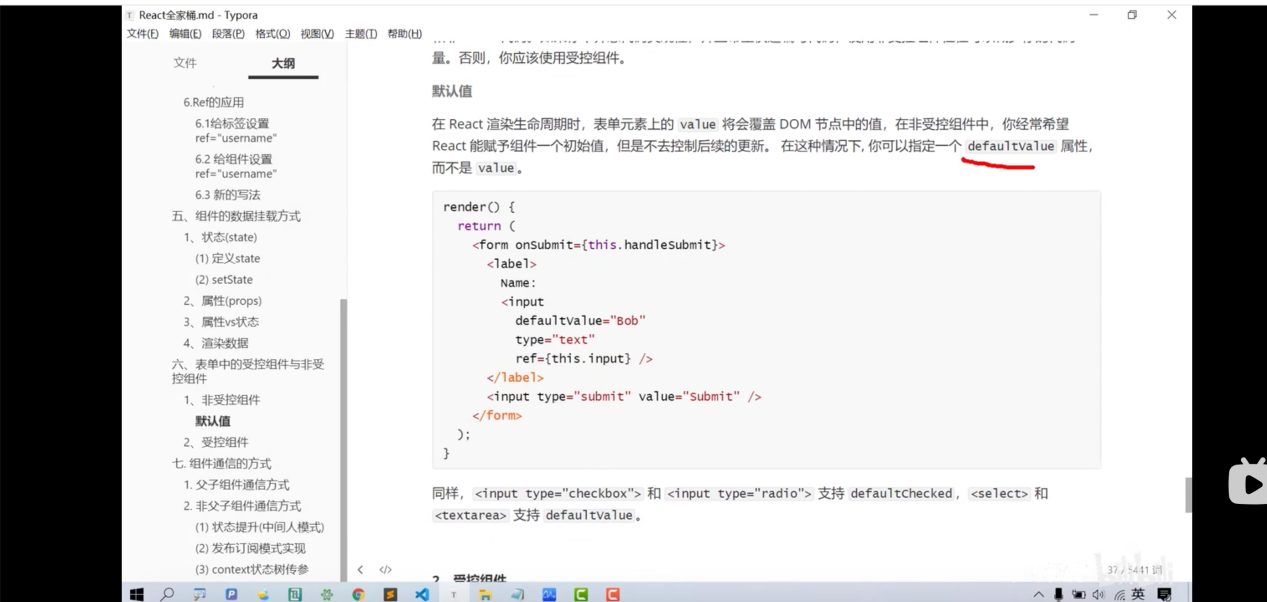 React全家桶.md - Typora
文件(F) 编辑(E) 段落(P) 格式(O) 视图(V) 主题(T) 帮助(H)
文件 大纲
6.Ref的应用
6.1给标签设置
ref="username"
6.2 给组件设置
ref="username"
6.3 新的写法
五、组件的数据挂载方式
1、状态(state)
(1) 定义state
(2) setState
2、属性(props)
3、属性vs状态
4、渲染数据
六、表单中的受控组件与非受
控组件
1、非受控组件
默认值
2、受控组件
七. 组件通信的方式
1. 父子组件通信方式
2. 非父子组件通信方式
(1) 状态提升(中间人模式)
(2) 发布订阅模式实现
(3) context状态树传参
量。否则，你应该使用受控组件。
默认值
在 React 渲染生命周期时，表单元素上的 value 将会覆盖 DOM 节点中的值，在非受控组件中，你经常希望
React 能赋予组件一个初始值，但是不去控制后续的更新。 在这种情况下, 你可以指定一个 defaultValue 属性，
而不是 value。
render() {
return (
<form onSubmit={this.handleSubmit}>
<label>
Name:
<input
defaultValue="Bob"
type="text"
ref={this.input} />
</label>
<input type="submit" value="Submit" />
</form>
);
}
同样，<input type="checkbox"> 和 <input type="radio"> 支持 defaultChecked，<select> 和
<textarea> 支持 defaultValue。
2、受控组件
37 / 5441 词
英